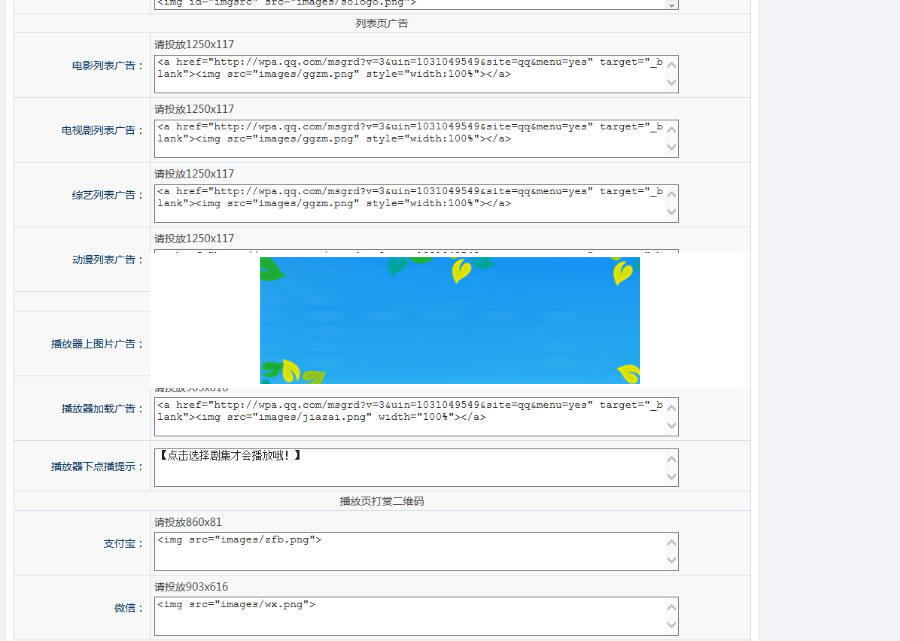 <img id="imgsrc" src="images/sologo.png">
列表页广告
请投放1250x117
电影列表广告：
<a href="http://wpa.qq.com/msgrd?v=3&uin=1031049549&site=qq&menu=yes" target="_b
lank"><img src="images/ggzm.png" style="width:100%"></a>
请投放1250x117
电视剧列表广告：
<a href="http://wpa.qq.com/msgrd?v=3&uin=1031049549&site=qq&menu=yes" target="_b
lank"><img src="images/ggzm.png" style="width:100%"></a>
请投放1250x117
综艺列表广告：
<a href="http://wpa.qq.com/msgrd?v=3&uin=1031049549&site=qq&menu=yes" target="_b
lank"><img src="images/ggzm.png" style="width:100%"></a>
请投放1250x117
动漫列表广告：
播放器上图片广告：
播放器加载广告：
<a href="http://wpa.qq.com/msgrd?v=3&uin=1031049549&site=qq&menu=yes" target="_b
lank"><img src="images/jiazai.png" width="100%"></a>
播放器下点播提示：
【点击选择剧集才会播放哦！】
播放页打赏二维码
请投放860x81
支付宝：
<img src="images/zfb.png">
请投放903x616
微信：
<img src="images/wx.png">